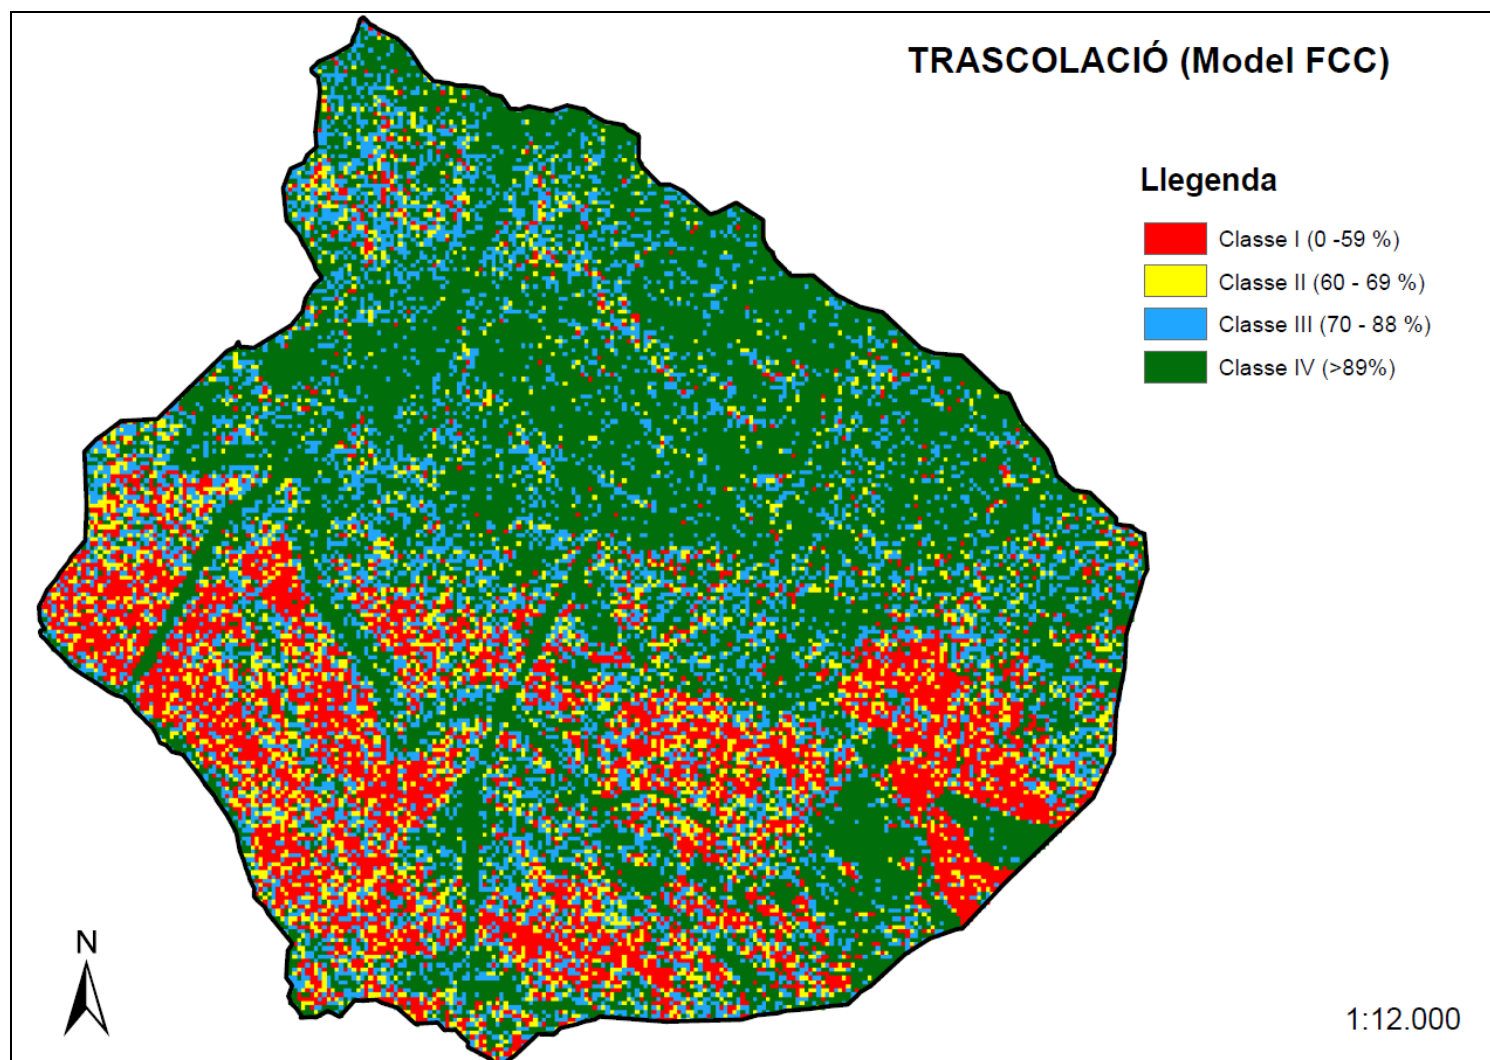 TRASCOLACIÓ (Model FCC)
Llegenda
Classe I (0 -59 %)
Classe II (60 - 69 %)
Classe III (70 - 88 %)
Classe IV (>89%)
N
1:12.000